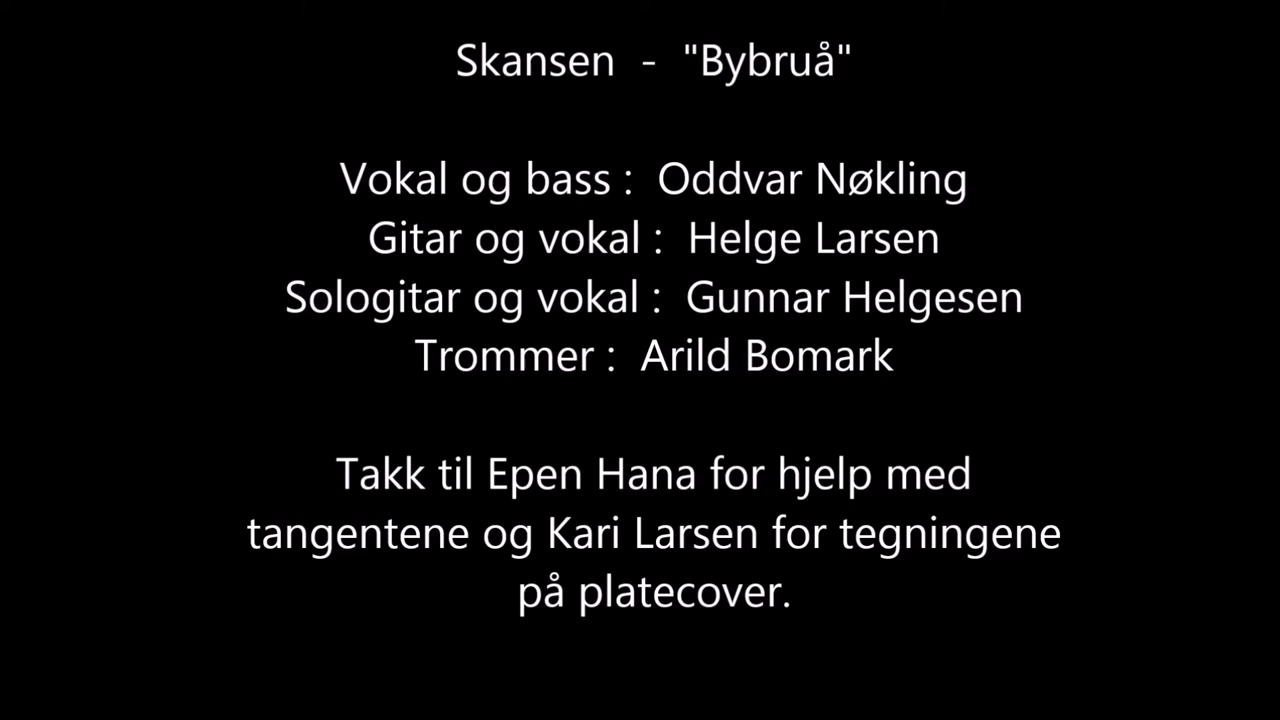 Skansen - "Bybruå"
Vokal og bass : Oddvar Nøkling
Gitar og vokal : Helge Larsen
Sologitar og vokal : Gunnar Helgesen
Trommer : Arild Bomark
Takk til Epen Hana for hjelp med
tangentene og Kari Larsen for tegningene
på platecover.